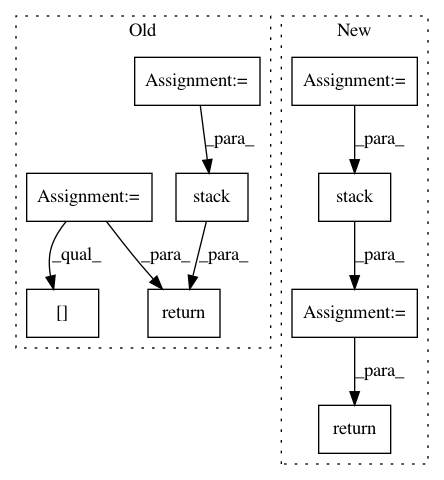 Old
New
Assignment:=
Assignment:=
_para_
_para_
Assignment:=
stack
stack
_qual_
_para_
_para_
_para_
[]
return
Assignment:=
_para_
return